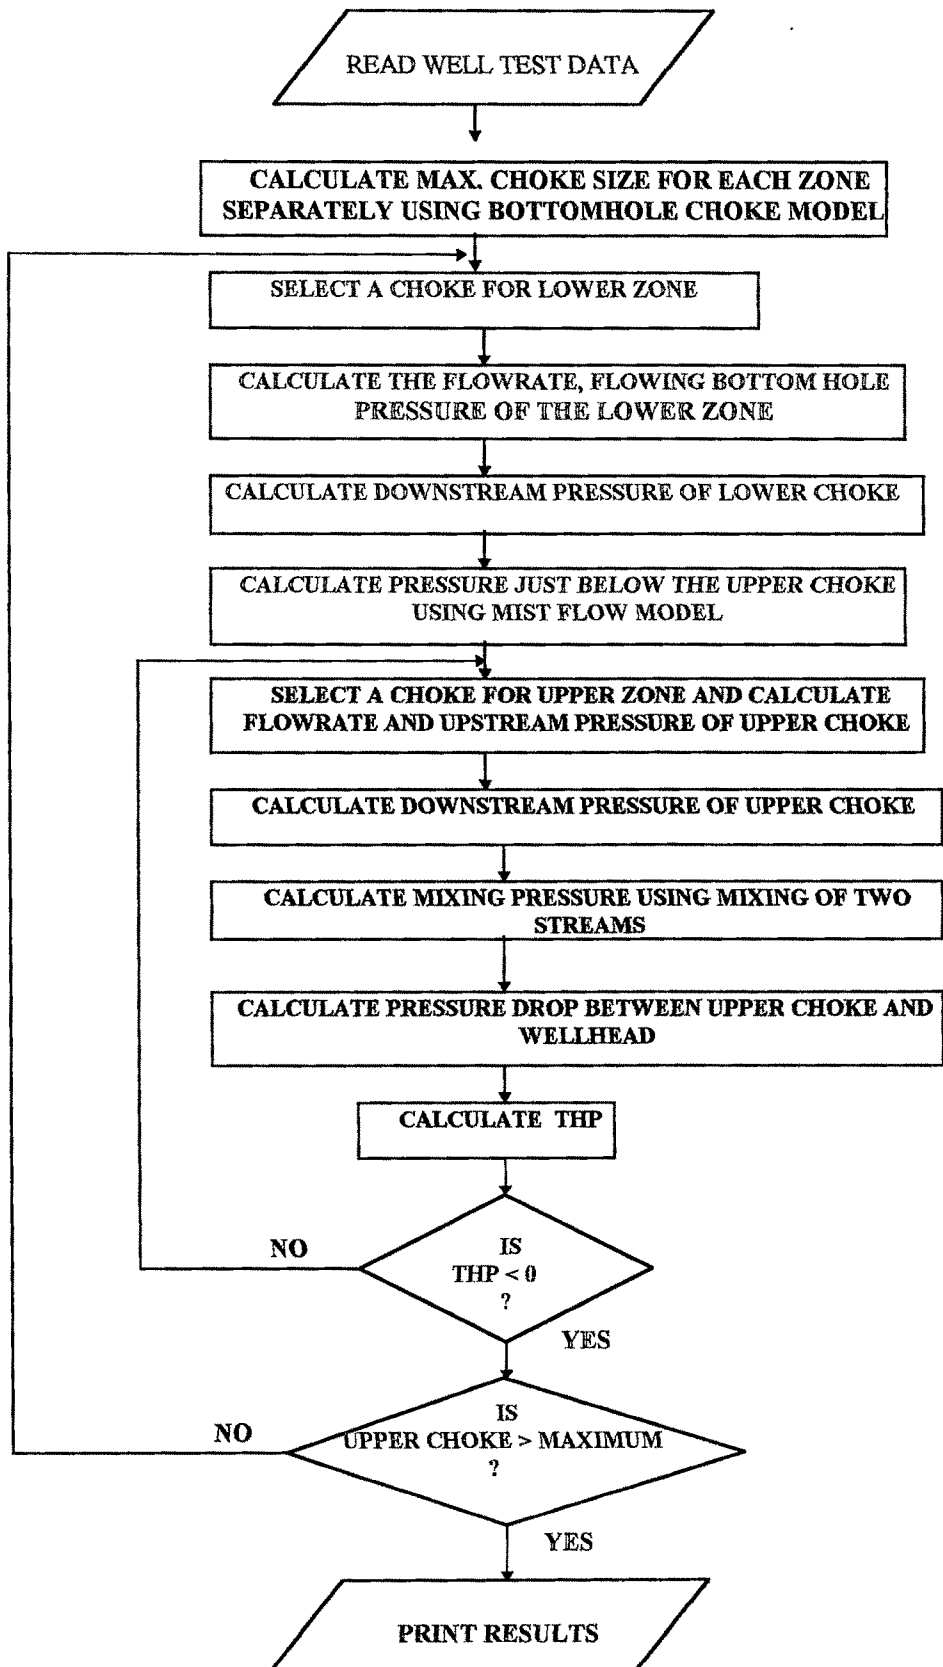 READ WELL TEST DATA
CALCULATE MAX. CHOKE SIZE FOR EACH ZONE
SEPARATELY USING BOTTOMHOLE CHOKE MODEL
SELECT A CHOKE FOR LOWER ZONE
CALCULATE THE FLOWRATE, FLOWING BOTTOM HOLE
PRESSURE OF THE LOWER ZONE
CALCULATE DOWNSTREAM PRESSURE OF LOWER CHOKE
CALCULATE PRESSURE JUST BELOW THE UPPER CHOKE
USING MIST FLOW MODEL
SELECT A CHOKE FOR UPPER ZONE AND CALCULATE
FLOWRATE AND UPSTREAM PRESSURE OF UPPER CHOKE
CALCULATE DOWNSTREAM PRESSURE OF UPPER CHOKE
CALCULATE MIXING PRESSURE USING MIXING OF TWO
STREAMS
CALCULATE PRESSURE DROP BETWEEN UPPER CHOKE AND
WELLHEAD
CALCULATE THP
NO
IS
THP < 0
?
YES
NO
IS
UPPER CHOKE > MAXIMUM
?
YES
PRINT RESULTS